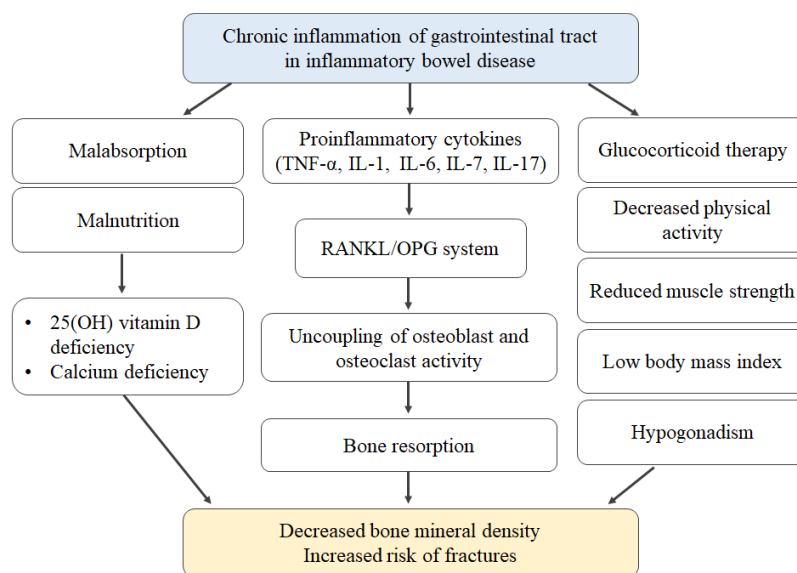 Chronic inflammation of gastrointestinal tract
in inflammatory bowel disease
Malabsorption
Malnutrition
• 25(OH) vitamin D
deficiency
• Calcium deficiency
Proinflammatory cytokines
(TNF-α, IL-1, IL-6, IL-7, IL-17)
RANKL/OPG system
Uncoupling of osteoblast and
osteoclast activity
Bone resorption
Glucocorticoid therapy
Decreased physical
activity
Reduced muscle strength
Low body mass index
Hypogonadism
Decreased bone mineral density
Increased risk of fractures